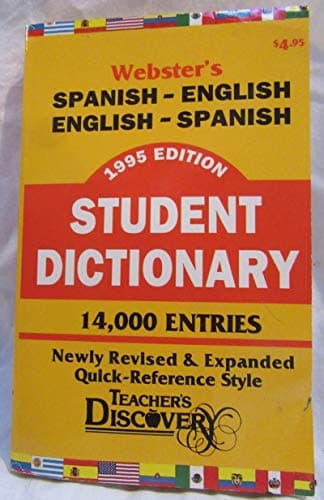 $4.95
Webster's
SPANISH - ENGLISH
ENGLISH - SPANISH
1995 EDITION
STUDENT
DICTIONARY
14,000 ENTRIES
Newly Revised & Expanded
Quick-Reference Style
TEACHER'S
DISCOVERY